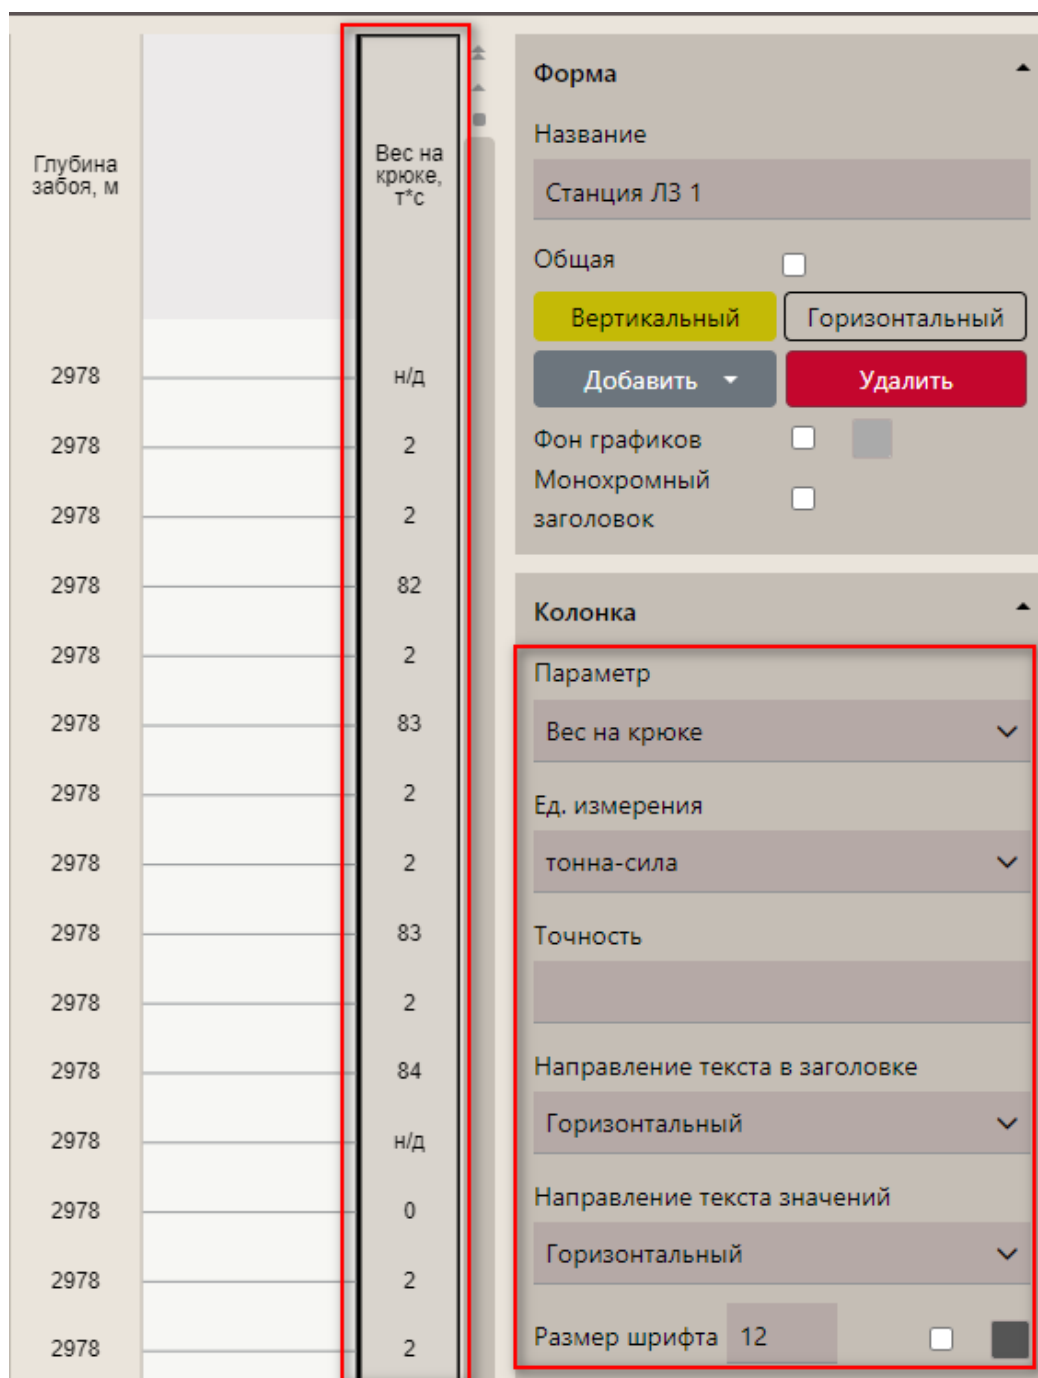 Глубина
забоя, м
Вес на
крюке,
т*с
2978 н/д
2978 2
2978 2
2978 82
2978 2
2978 83
2978 2
2978 2
2978 83
2978 2
2978 84
2978 н/д
2978 0
2978 2
2978 2
Форма
Название
Станция ЛЗ 1
Общая
Вертикальный Горизонтальный
Добавить Удалить
Фон графиков
Монохромный
заголовок
Колонка
Параметр
Вес на крюке
Ед. измерения
тонна-сила
Точность
Направление текста в заголовке
Горизонтальный
Направление текста значений
Горизонтальный
Размер шрифта 12